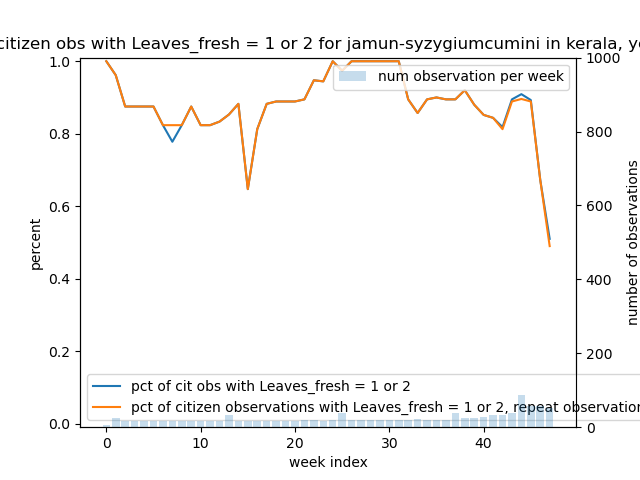 citizen obs with Leaves_fresh = 1 or 2 for jamun-syzygiumcumini in kerala,
num observation per week
1.0
0.8
0.6
0.4
0.2
0.0
percent
1000
800
600
400
200
0
number of observations
pct of cit obs with Leaves_fresh = 1 or 2
pct of citizen observations with Leaves_fresh = 1 or 2, repeat observation
0 10 20 30 40
week index